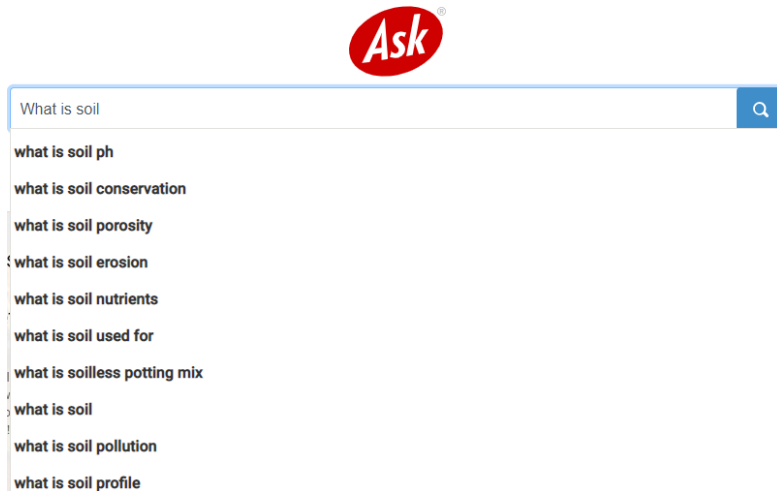 Ask®
What is soil
what is soil ph
what is soil conservation
what is soil porosity
what is soil erosion
what is soil nutrients
what is soil used for
what is soilless potting mix
what is soil
what is soil pollution
what is soil profile